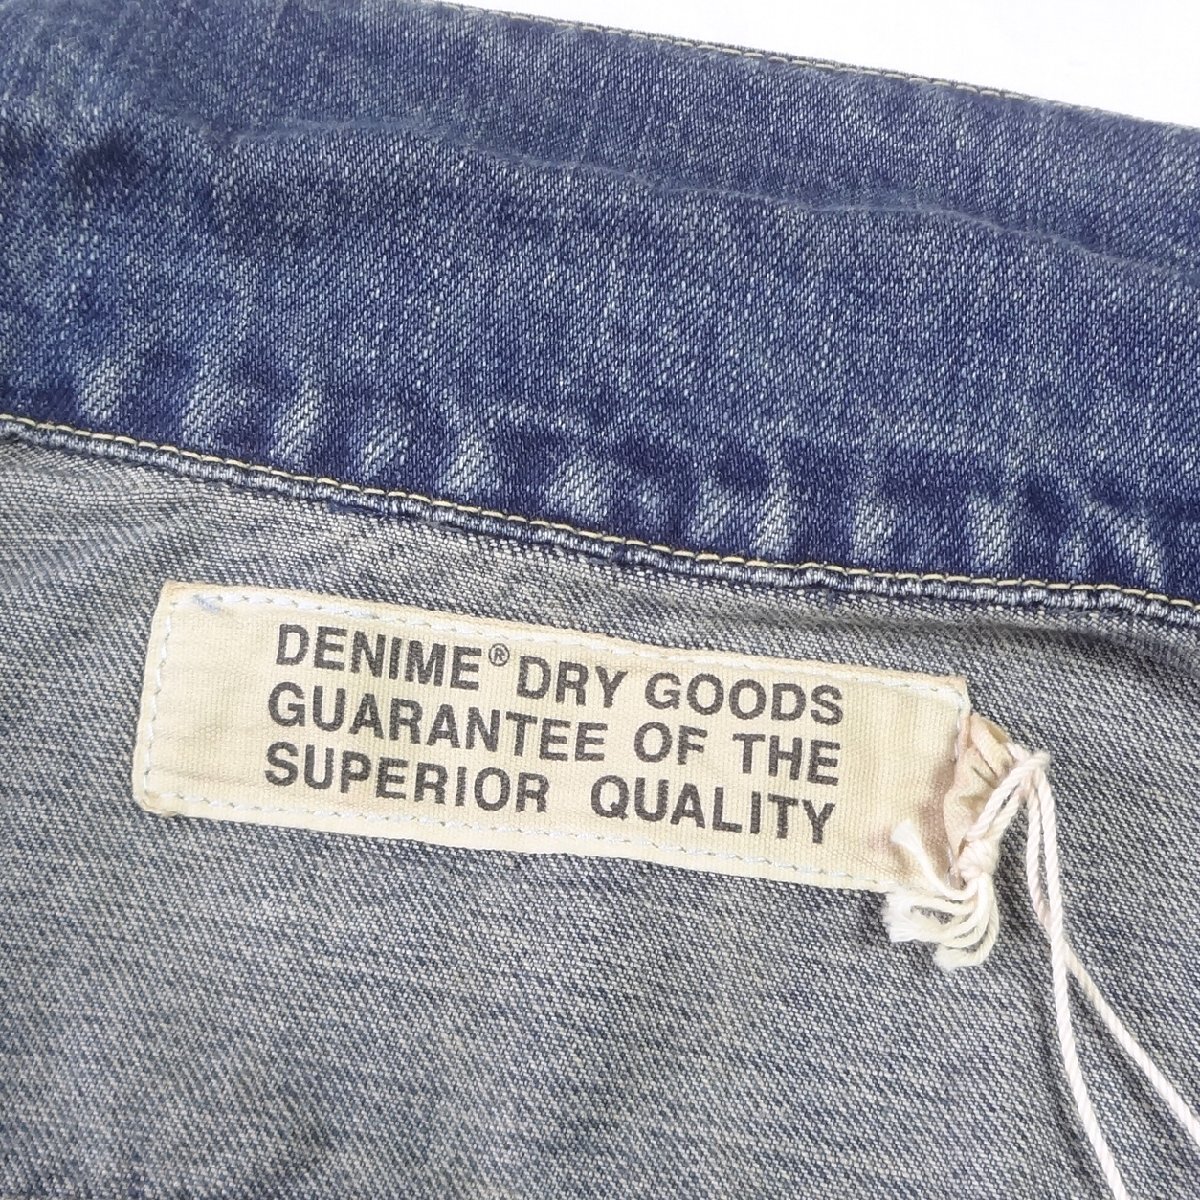 DENIME® DRY GOODS
GUARANTEE OF THE
SUPERIOR QUALITY